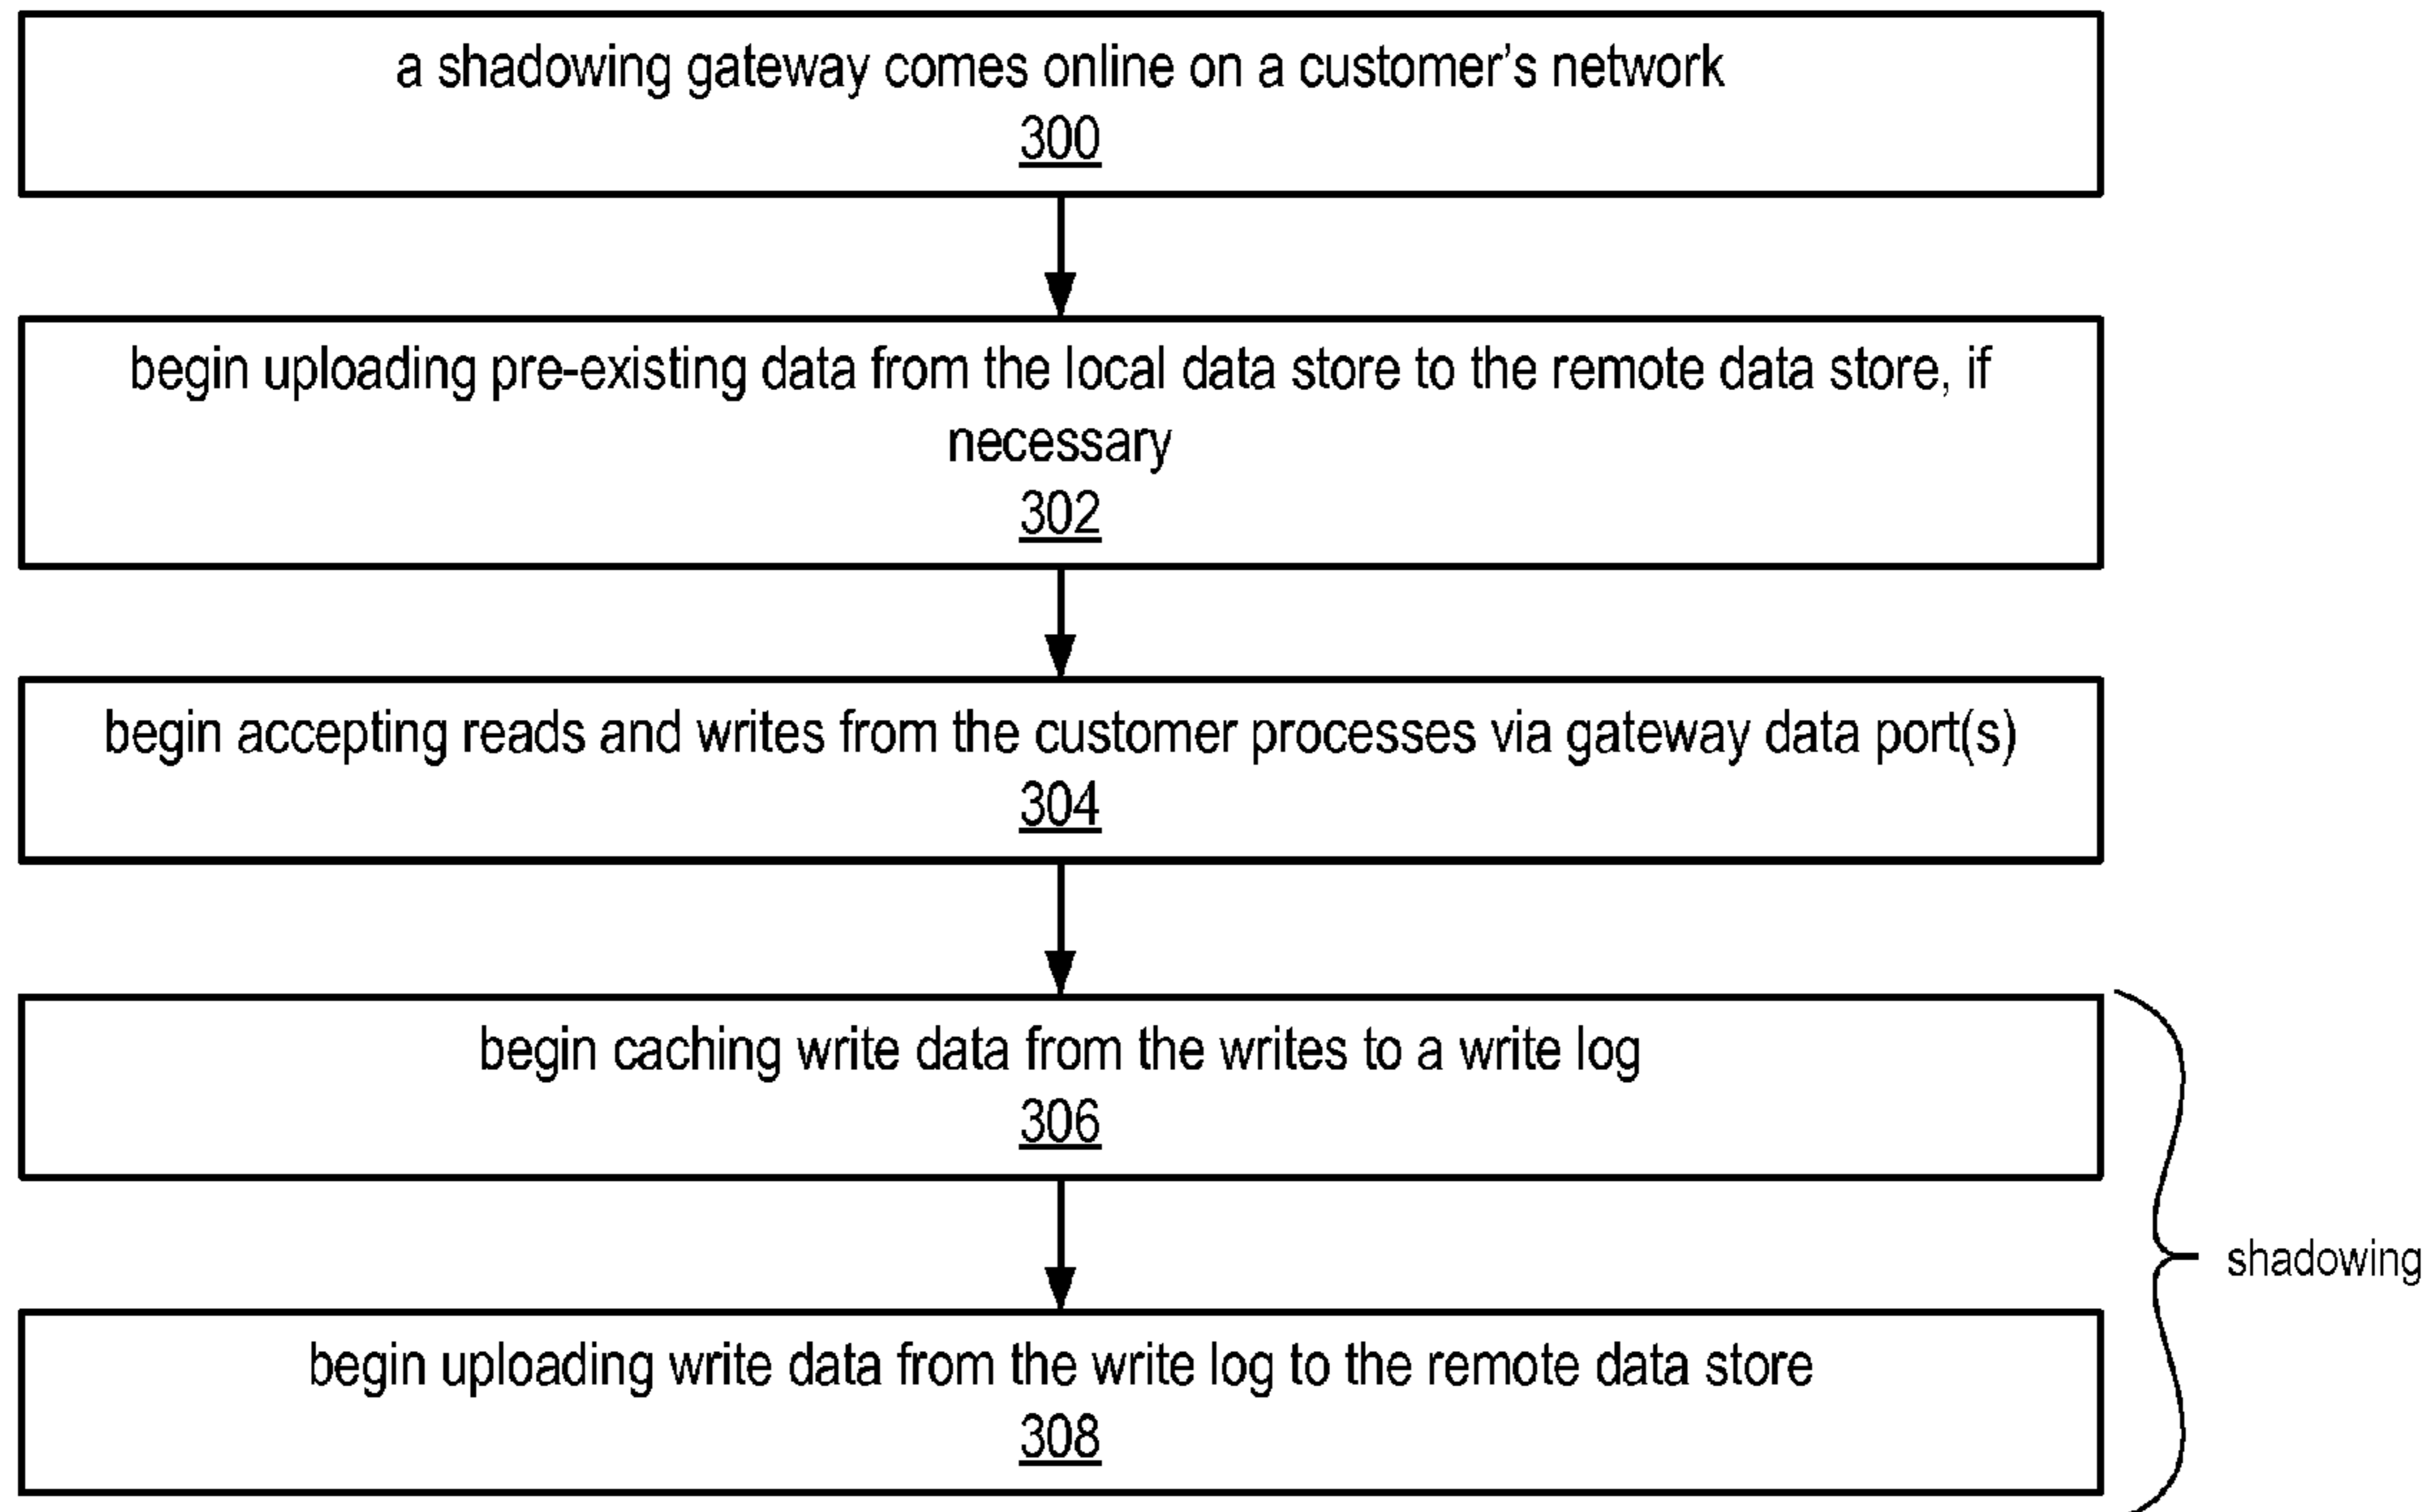 a shadowing gateway comes online on a customer’s network
300
begin uploading pre-existing data from the local data store to the remote data store, if
necessary
302
begin accepting reads and writes from the customer processes via gateway data port(s)
304
begin caching write data from the writes to a write log
306
shadowing
begin uploading write data from the write log to the remote data store
308